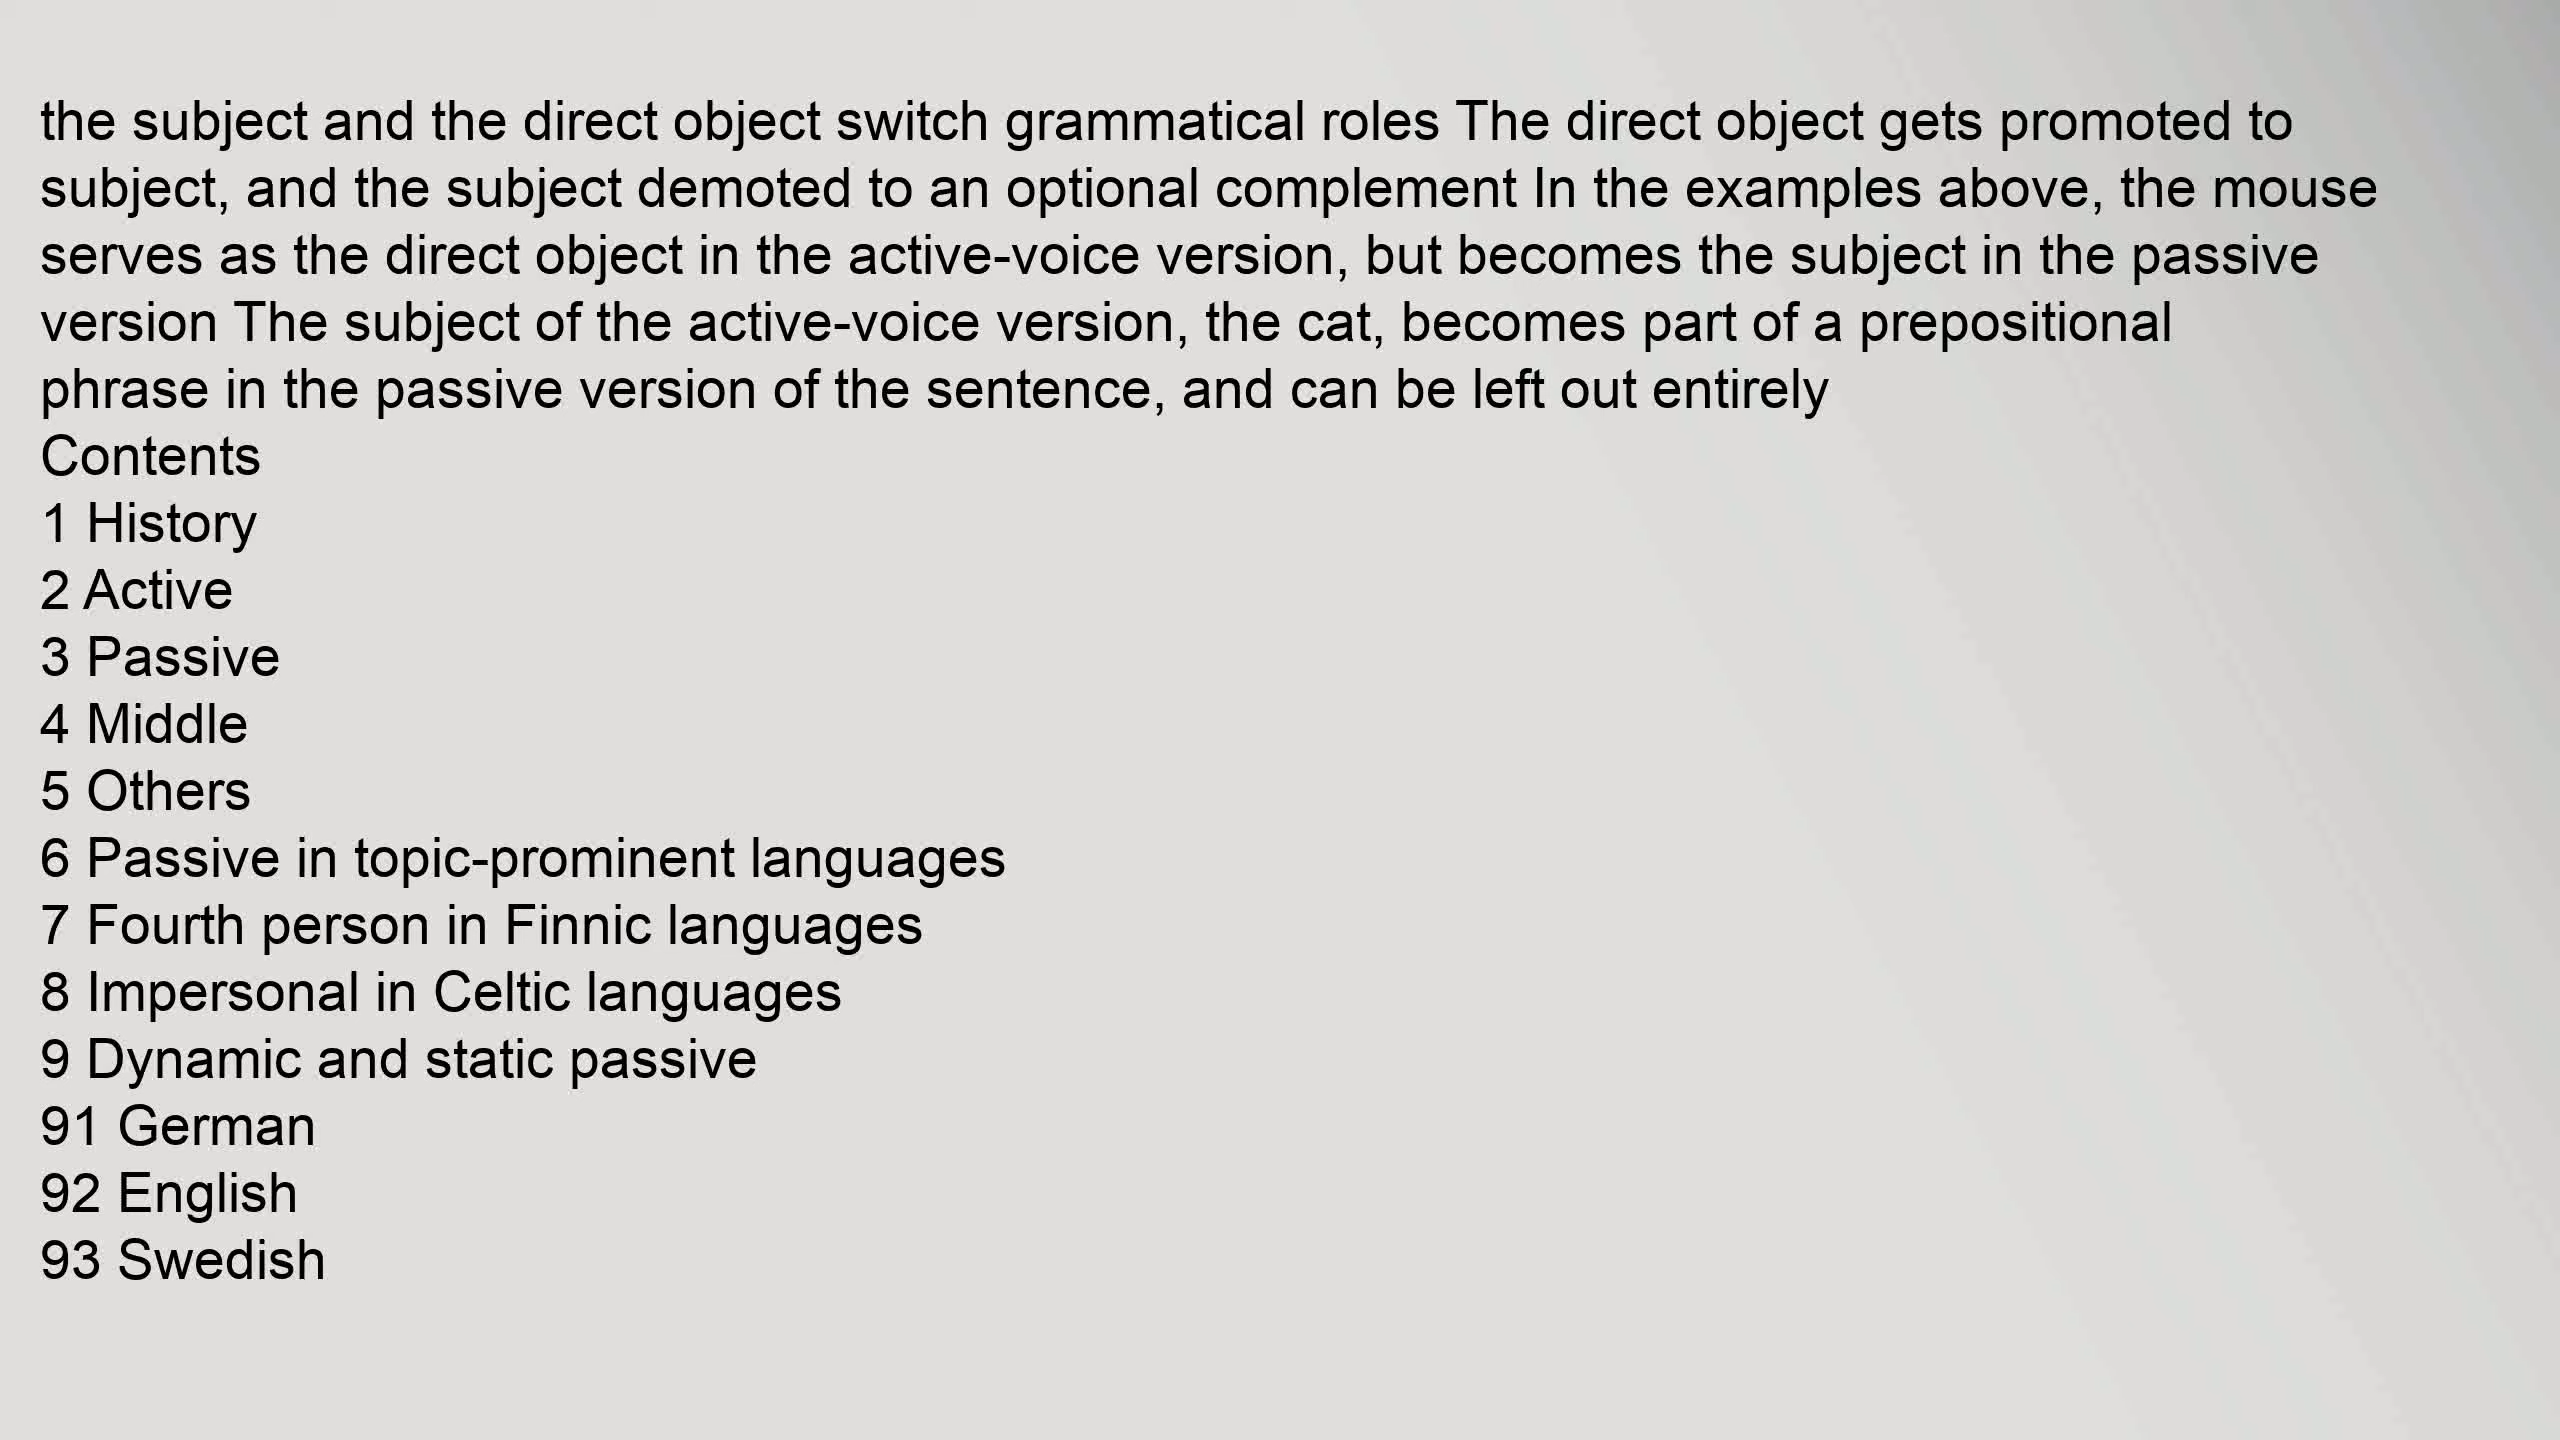 the subject and the direct object switch grammatical roles The direct object gets promoted to
subject, and the subject demoted to an optional complement In the examples above, the mouse
serves as the direct object in the active-voice version, but becomes the subject in the passive
version The subject of the active-voice version, the cat, becomes part of a prepositional
phrase in the passive version of the sentence, and can be left out entirely
Contents
1 History
2 Active
3 Passive
4 Middle
5 Others
6 Passive in topic-prominent languages
7 Fourth person in Finnic languages
8 Impersonal in Celtic languages
9 Dynamic and static passive
91 German
92 English
93 Swedish